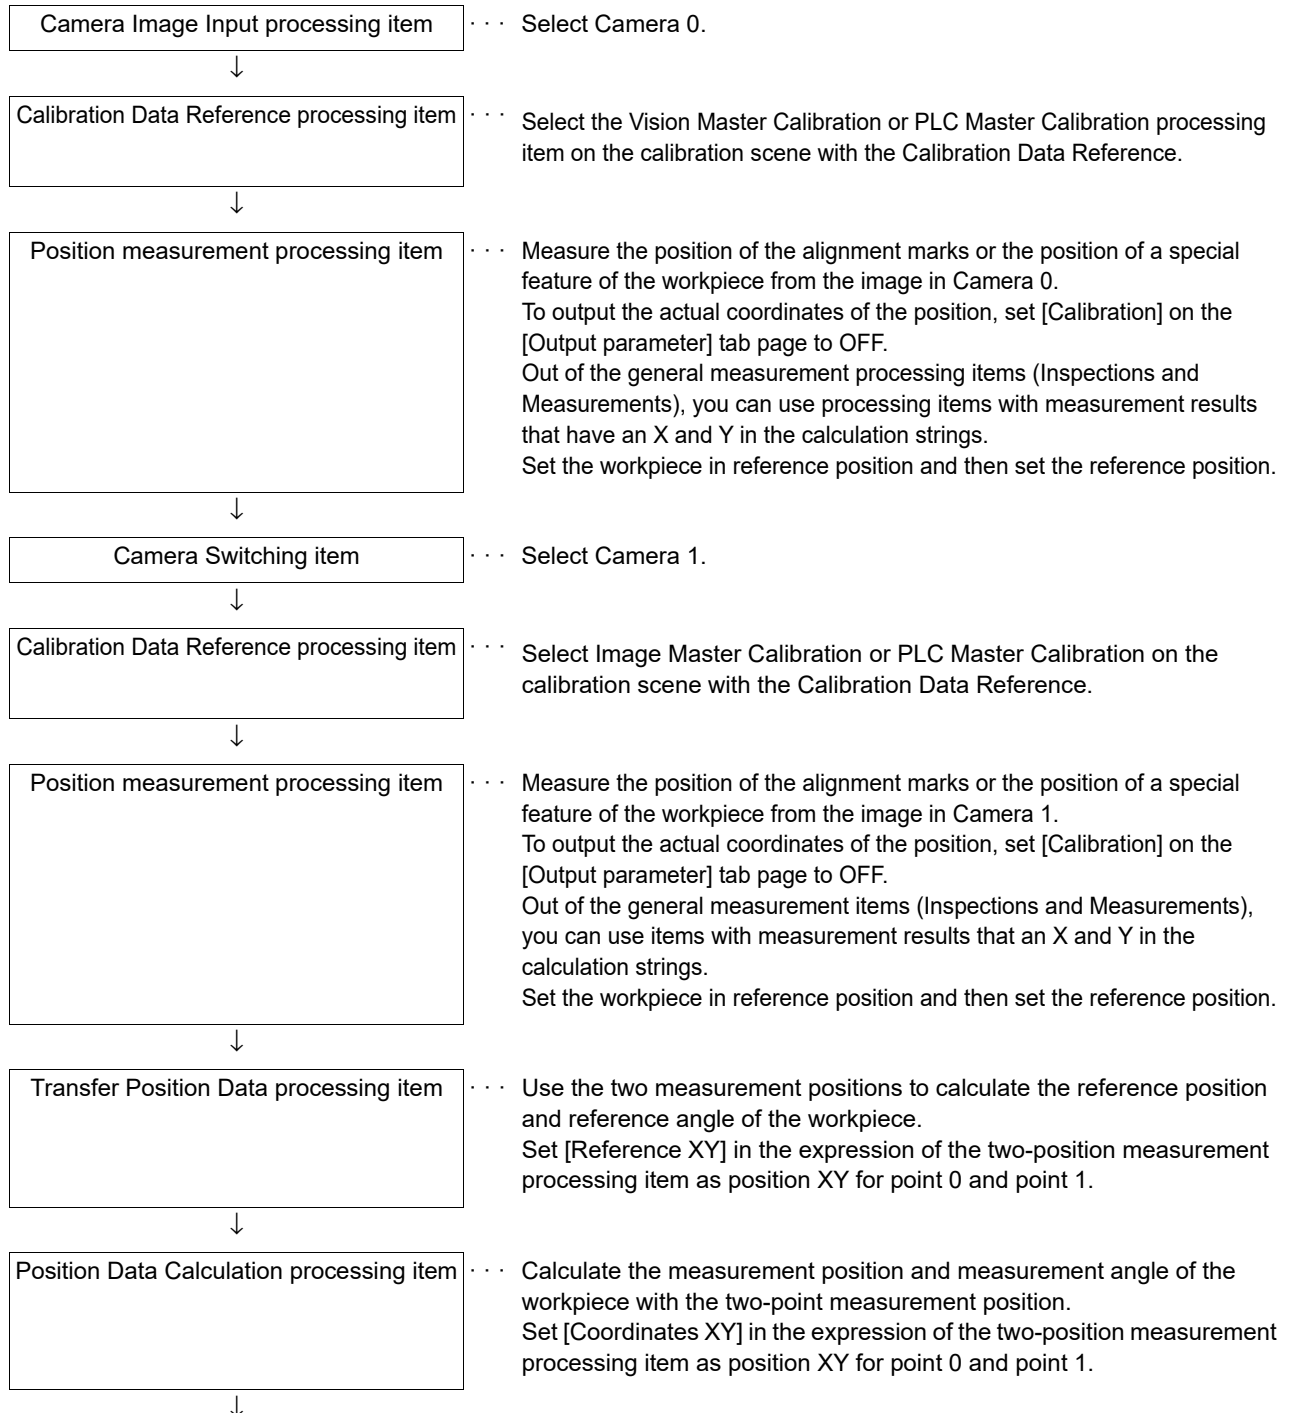 Camera Image Input processing item · · · Select Camera 0.
↓
Calibration Data Reference processing item · · · Select the Vision Master Calibration or PLC Master Calibration processing
item on the calibration scene with the Calibration Data Reference.
↓
Position measurement processing item · · · Measure the position of the alignment marks or the position of a special
feature of the workpiece from the image in Camera 0.
To output the actual coordinates of the position, set [Calibration] on the
[Output parameter] tab page to OFF.
Out of the general measurement processing items (Inspections and
Measurements), you can use processing items with measurement results
that have an X and Y in the calculation strings.
Set the workpiece in reference position and then set the reference position.
↓
Camera Switching item · · · Select Camera 1.
↓
Calibration Data Reference processing item · · · Select Image Master Calibration or PLC Master Calibration on the
calibration scene with the Calibration Data Reference.
↓
Position measurement processing item · · · Measure the position of the alignment marks or the position of a special
feature of the workpiece from the image in Camera 1.
To output the actual coordinates of the position, set [Calibration] on the
[Output parameter] tab page to OFF.
Out of the general measurement items (Inspections and Measurements),
you can use items with measurement results that an X and Y in the
calculation strings.
Set the workpiece in reference position and then set the reference position.
↓
Transfer Position Data processing item · · · Use the two measurement positions to calculate the reference position
and reference angle of the workpiece.
Set [Reference XY] in the expression of the two-position measurement
processing item as position XY for point 0 and point 1.
↓
Position Data Calculation processing item · · · Calculate the measurement position and measurement angle of the
workpiece with the two-point measurement position.
Set [Coordinates XY] in the expression of the two-position measurement
processing item as position XY for point 0 and point 1.
↓